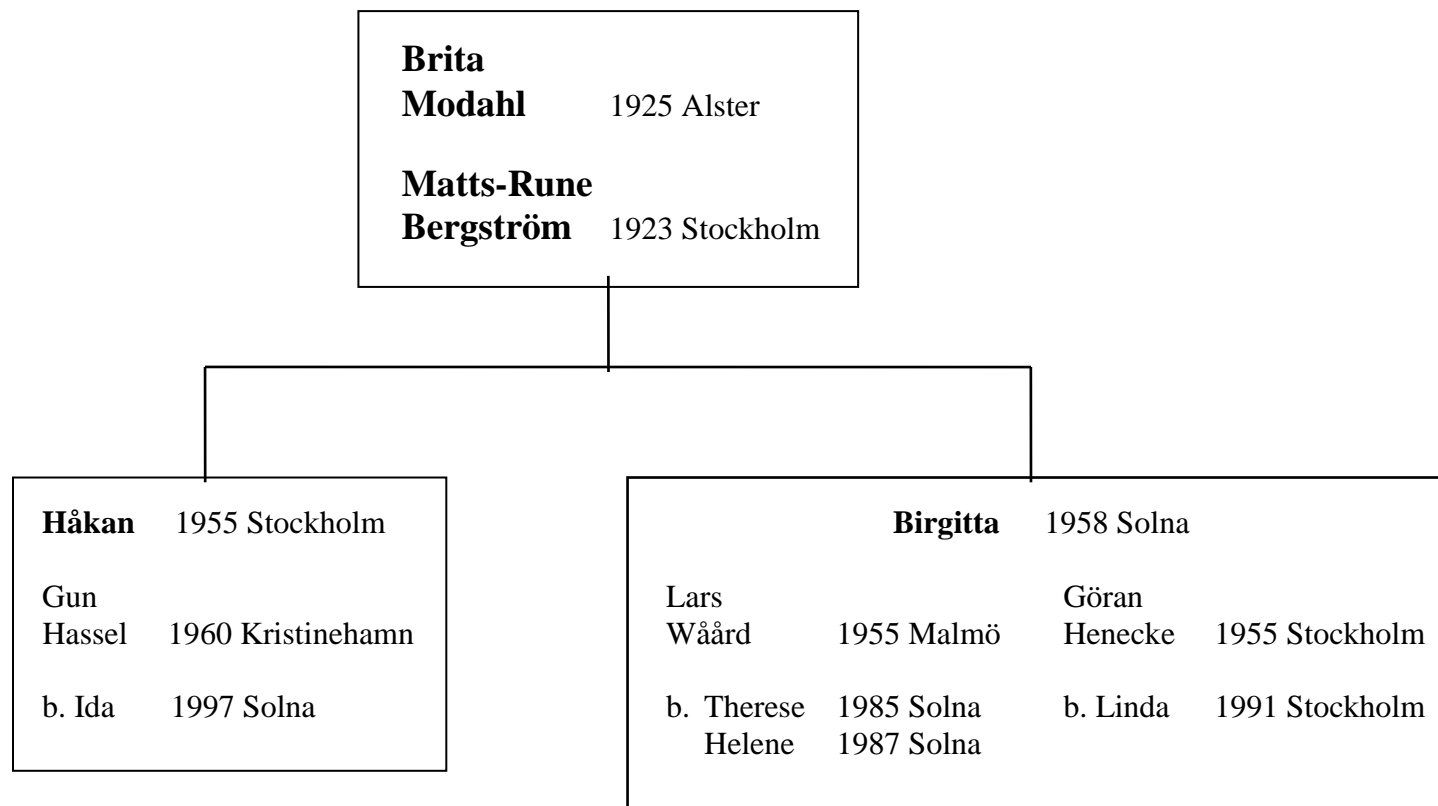 Brita
Modahl 1925 Alster
Matts-Rune
Bergström 1923 Stockholm
Håkan 1955 Stockholm
Gun
Hassel 1960 Kristinehamn
b. Ida 1997 Solna
Birgitta 1958 Solna
Lars
Wåård 1955 Malmö
b. Therese 1985 Solna
Helene 1987 Solna
Göran
Henecke 1955 Stockholm
b. Linda 1991 Stockholm